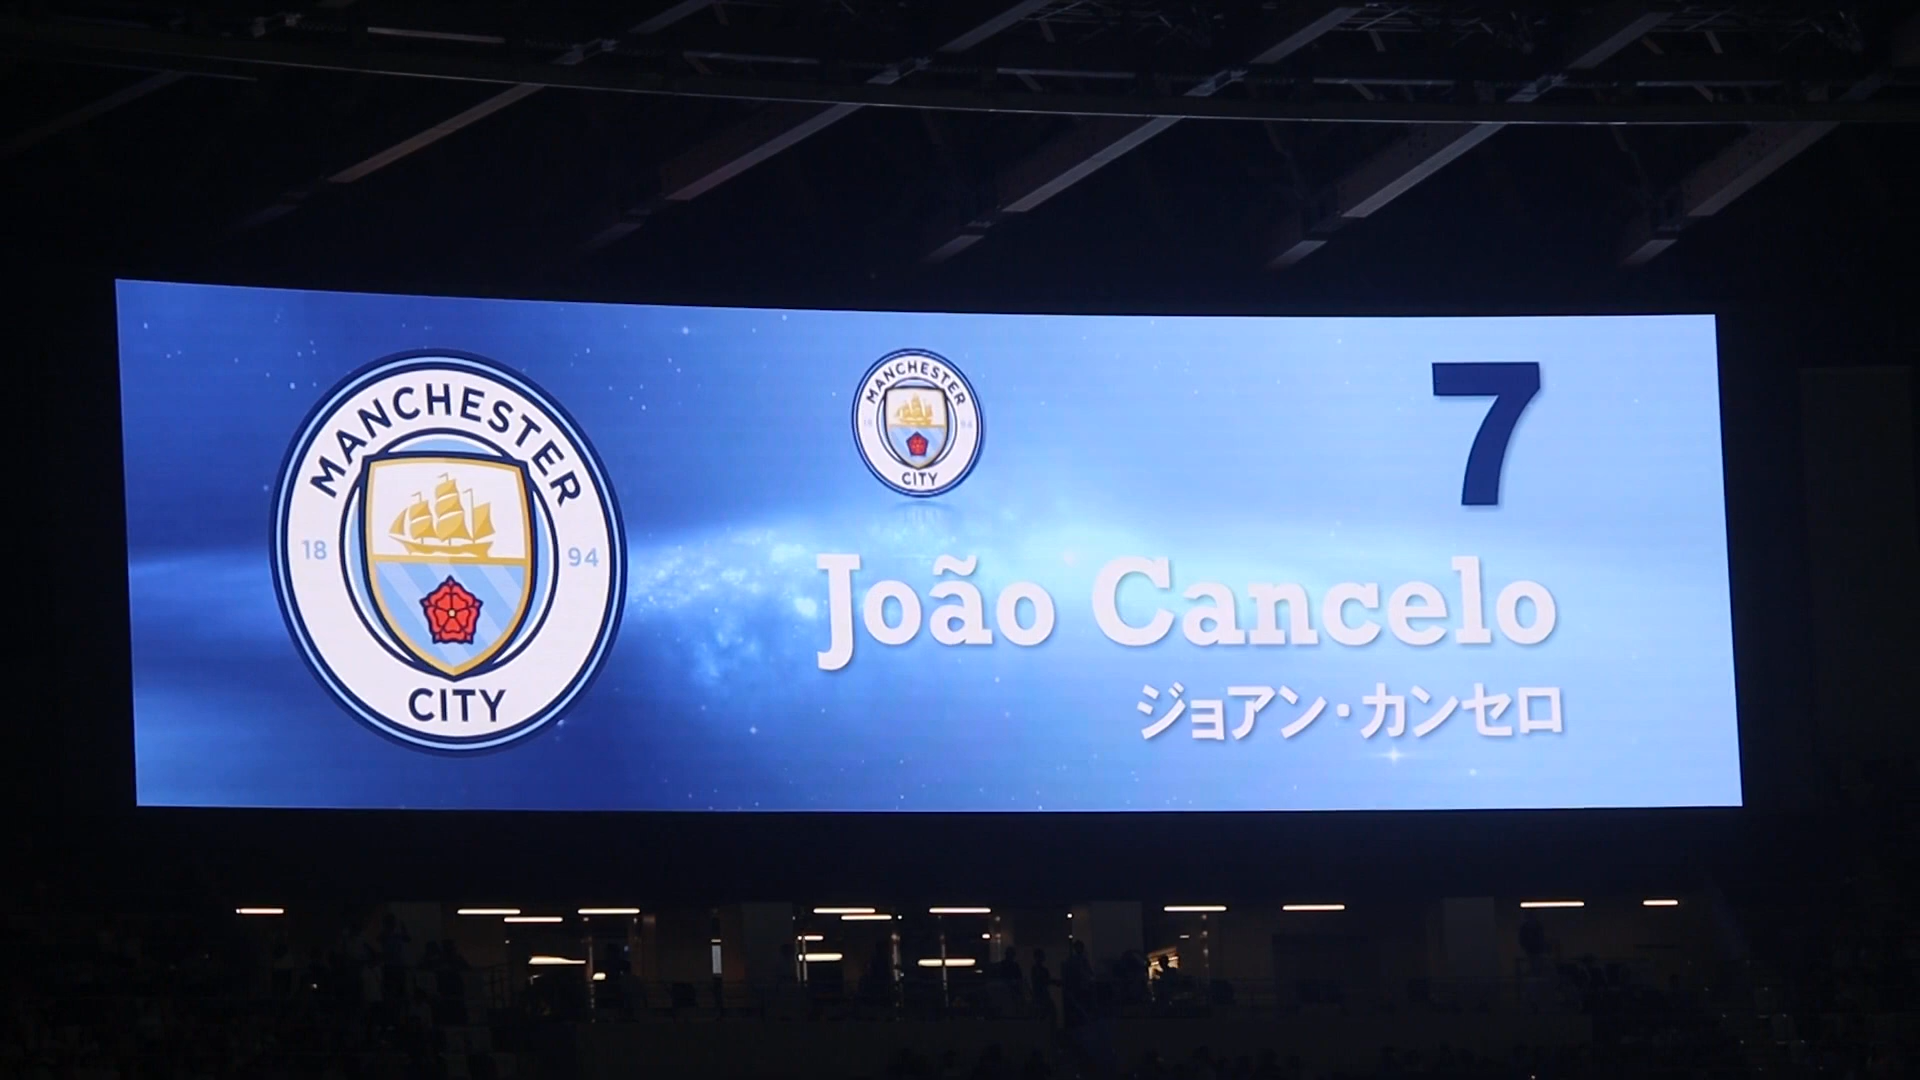 MANCHESTER
18 94
CITY
MANCHESTER
18 94
CITY
7
João Cancelo
ジョアン・カンセロ